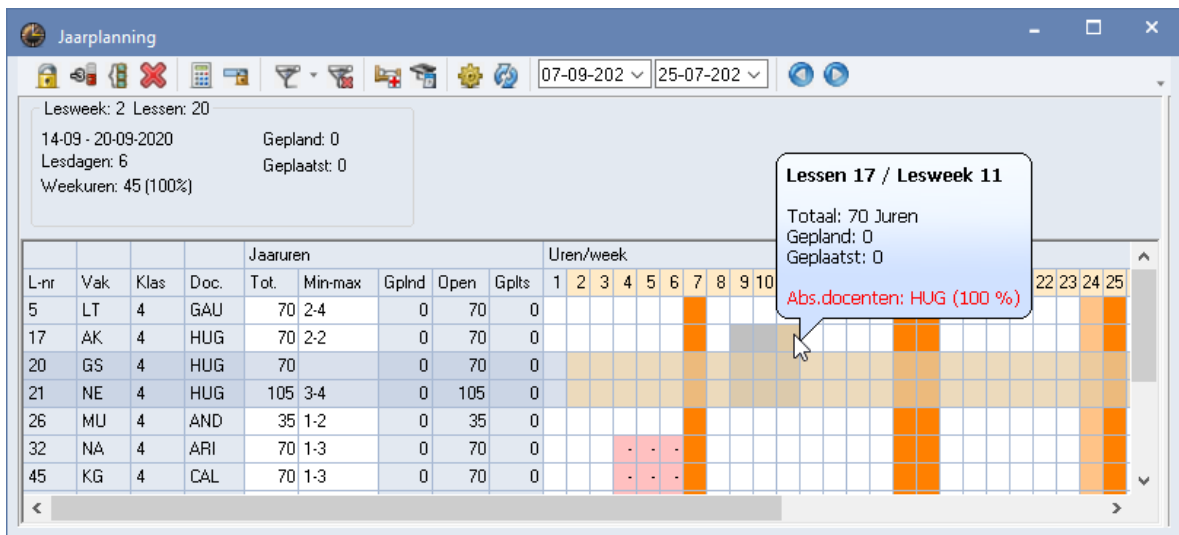 Jaarplanning
07-09-202 25-07-202
Lesweek: 2 Lessen: 20
14-09 - 20-09-2020 Gepland: 0
Lesdagen: 6 Geplaatst: 0
Weekuren: 45 (100%)
Lessen 17 / Lesweek 11
Totaal: 70 Juren
Gepland: 0
Geplaatst: 0
Abs.docenten: HUG (100 %)
Jaaruren Uren/week
L-nr Vak Klas Doc. Tot. Min-max Gplnd Open Gplts 1 2 3 4 5 6 7 8 9 10 22 23 24 25
5 LT 4 GAU 70 2-4 0 70 0
17 AK 4 HUG 70 2-2 0 70 0
20 GS 4 HUG 70 0 70 0
21 NE 4 HUG 105 3-4 0 105 0
26 MU 4 AND 35 1-2 0 35 0
32 NA 4 ARI 70 1-3 0 70 0 - - -
45 KG 4 CAL 70 1-3 0 70 0 - - -